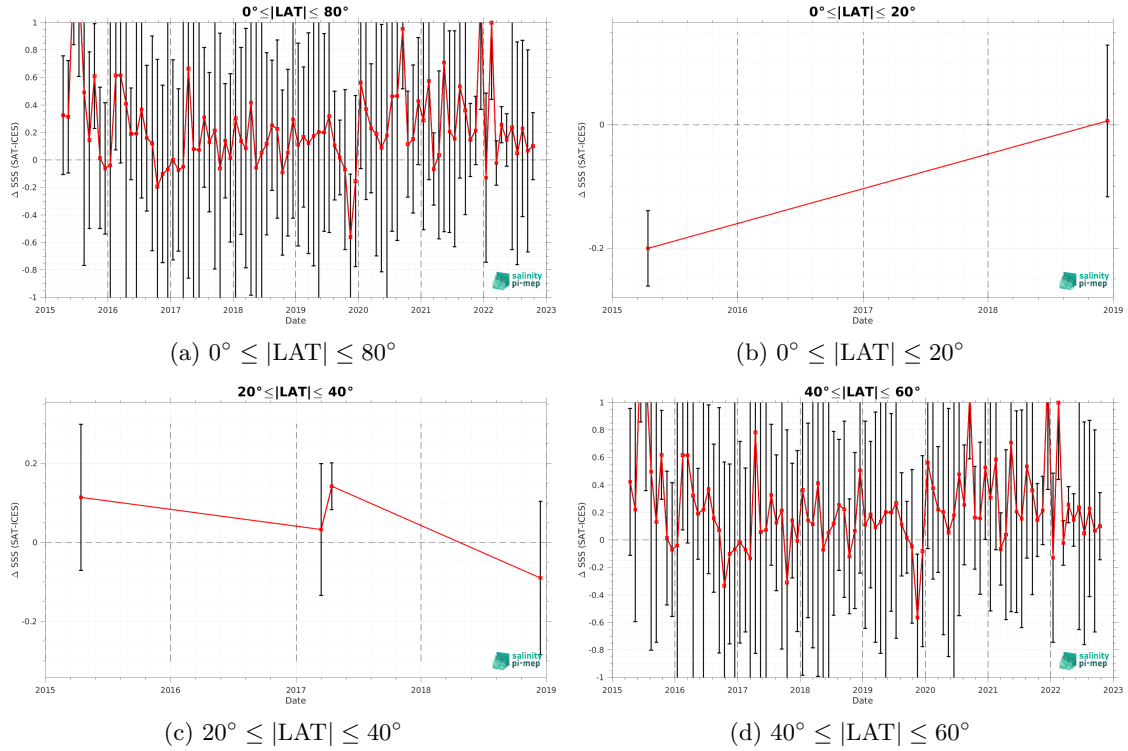 0°≤|LAT|≤ 80°
1
0.8
0.6
0.4
0.2
0
-0.2
-0.4
-0.6
-0.8
-1
Δ SSS (SAT-ICES)
2015 2016 2017 2018 2019 2020 2021 2022 2023
Date
salinity
pi-mep
(a) 0° ≤ |LAT| ≤ 80°
0°≤|LAT|≤ 20°
0
-0.2
Δ SSS (SAT-ICES)
2015 2016 2017 2018 2019
Date
salinity
pi-mep
(b) 0° ≤ |LAT| ≤ 20°
20°≤|LAT|≤ 40°
0.2
0
-0.2
Δ SSS (SAT-ICES)
2015 2016 2017 2018 2019
Date
salinity
pi-mep
(c) 20° ≤ |LAT| ≤ 40°
40°≤|LAT|≤ 60°
1
0.8
0.6
0.4
0.2
0
-0.2
-0.4
-0.6
-0.8
-1
Δ SSS (SAT-ICES)
2015 2016 2017 2018 2019 2020 2021 2022 2023
Date
salinity
pi-mep
(d) 40° ≤ |LAT| ≤ 60°